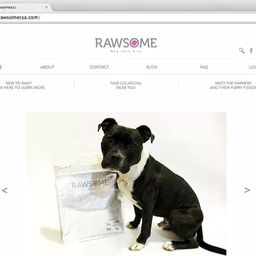 awsomecsa.com/
RAWSOME
New York City
ABOUT
CONTACT
BLOG
FAQ
LO
NEW TO RAW?
HERE TO LEARN MORE
FIND LOCATIONS
NEAR YOU
MEET THE FARMERS
AND THEIR FURRY FRIENDS
<
>
RAWSOME